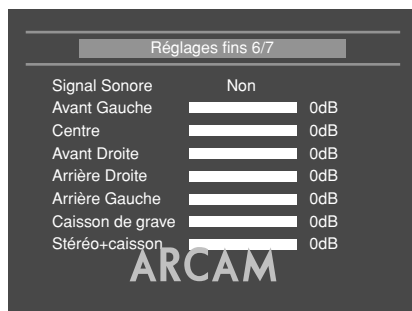 Réglages fins 6/7
Signal Sonore Non
Avant Gauche 0dB
Centre 0dB
Avant Droite 0dB
Arrière Droite 0dB
Arrière Gauche 0dB
Caisson de grave 0dB
Stéréo+caisson 0dB
ARCAM